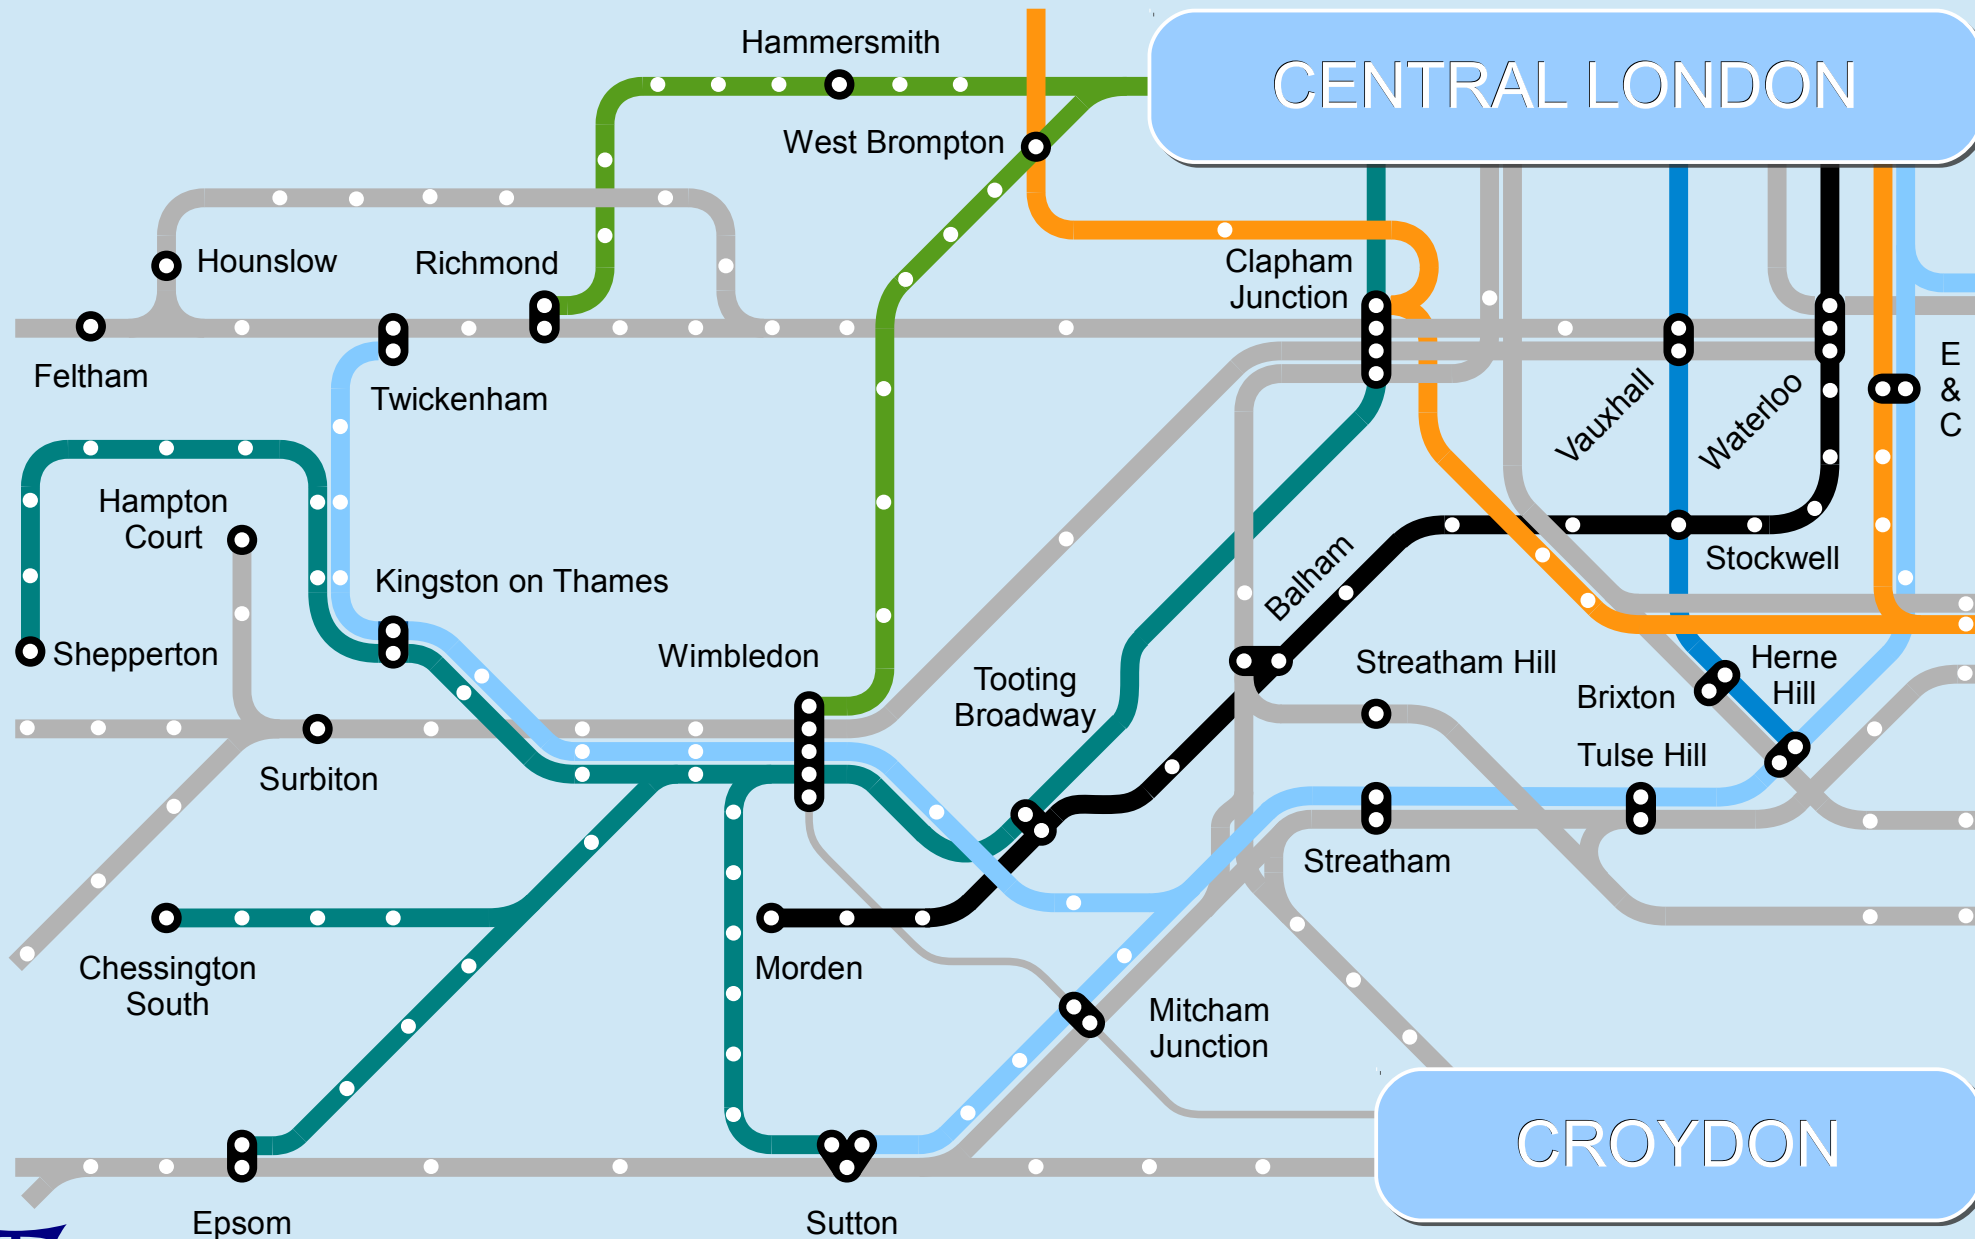 Hammersmith
CENTRAL LONDON
West Brompton
Hounslow
Richmond
Clapham
Junction
Feltham
Twickenham
Vauxhall
Waterloo
E
&
C
Hampton
Court
Kingston on Thames
Balham
Stockwell
Shepperton
Wimbledon
Tooting
Broadway
Streatham Hill
Herne
Hill
Brixton
Surbiton
Tulse Hill
Streatham
Chessington
South
Morden
Mitcham
Junction
CROYDON
Epsom
Sutton